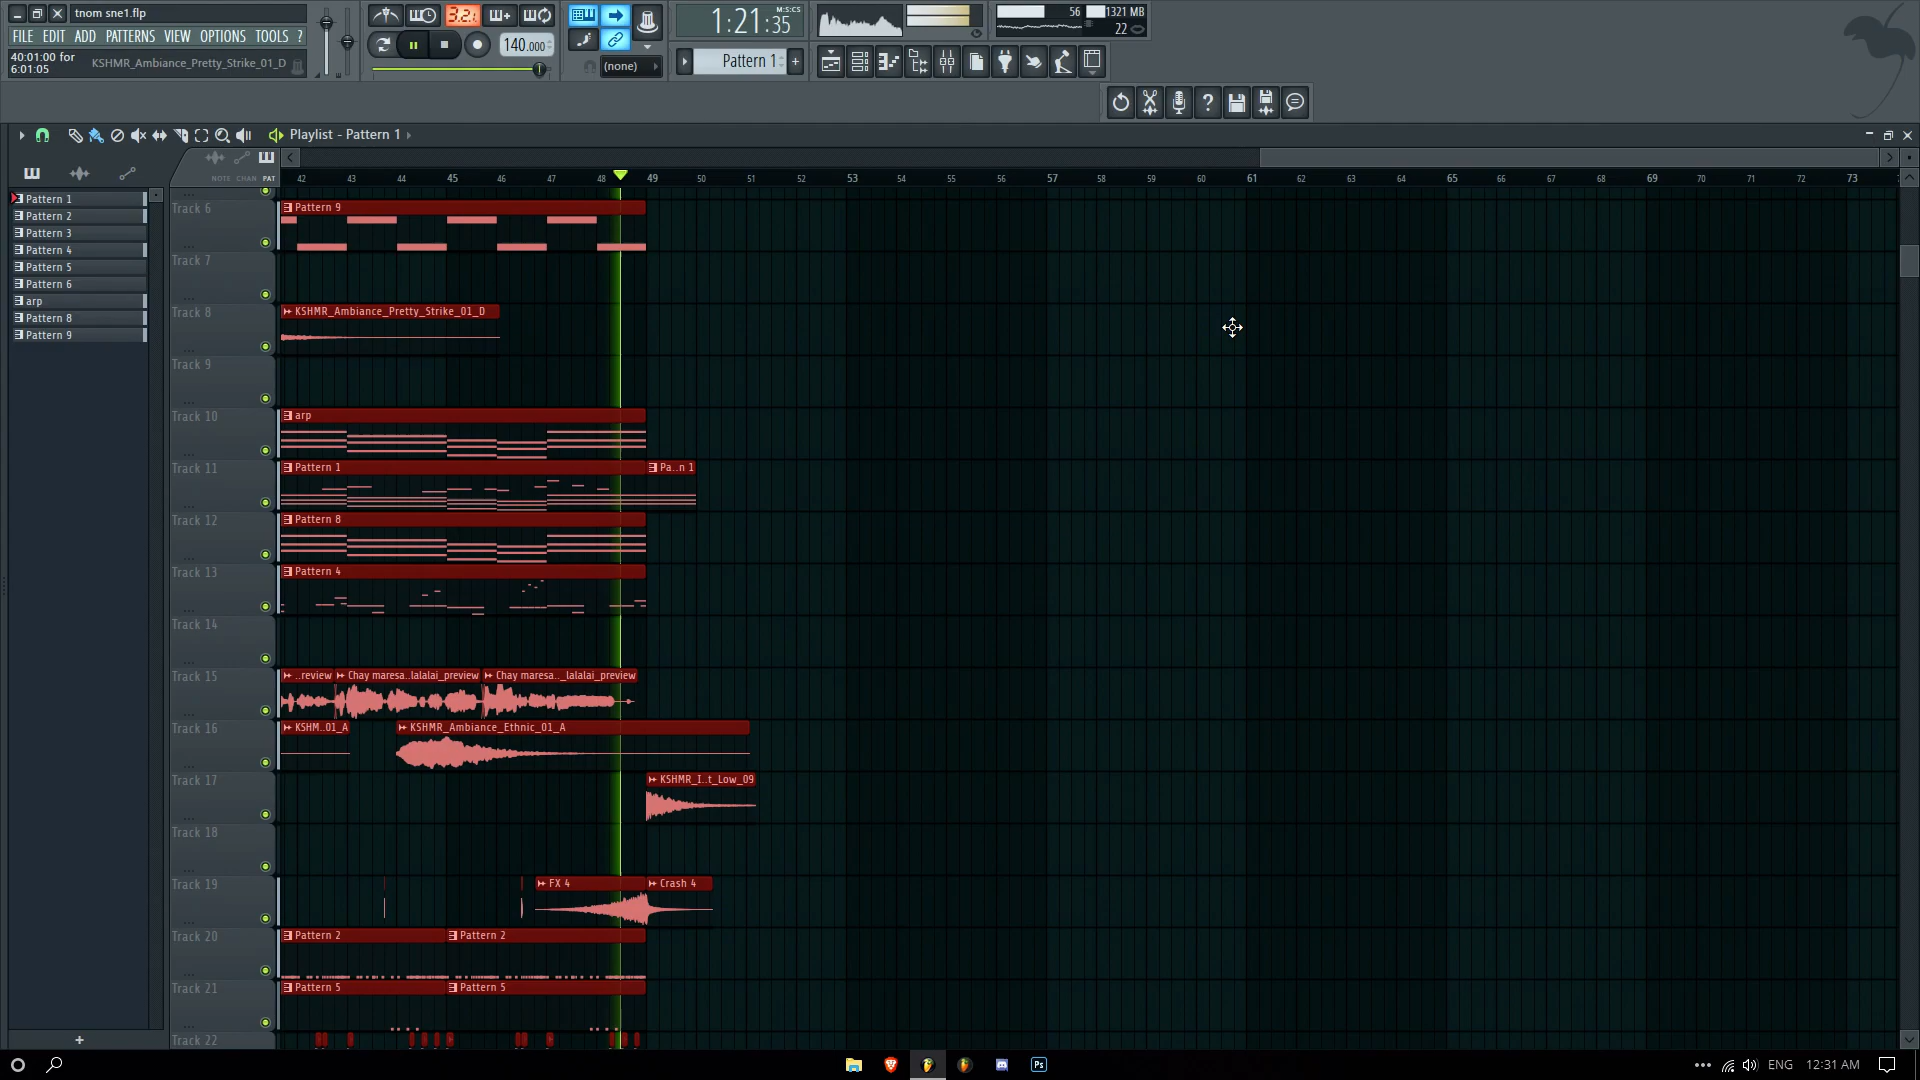 tnom sne1.flp
FILE EDIT ADD PATTERNS VIEW OPTIONS TOOLS ?
40:01:00 for
6:01:05
KSHMR_Ambiance_Pretty_Strike_01_D
3.2.1
140.000
(none)
1:21:35
M:S:CS
Pattern 1
+
56
1321 MB
22
Playlist - Pattern 1
NOTE CHAN PAT
42 43 44 45 46 47 48 49 50 51 52 53 54 55 56 57 58 59 60 61 62 63 64 65 66 67 68 69 70 71 72 73
Pattern 1
Pattern 2
Pattern 3
Pattern 4
Pattern 5
Pattern 6
arp
Pattern 8
Pattern 9
+
Track 6
Pattern 9
Track 7
Track 8
KSHMR_Ambiance_Pretty_Strike_01_D
Track 9
Track 10
arp
Track 11
Pattern 1
Pa..n 1
Track 12
Pattern 8
Track 13
Pattern 4
Track 14
Track 15
..review
Chay maresa..lalalai_preview
Chay maresa.._lalalai_preview
Track 16
KSHM..01_A
KSHMR_Ambiance_Ethnic_01_A
Track 17
KSHMR_I..t_Low_09
Track 18
Track 19
FX 4
Crash 4
Track 20
Pattern 2
Pattern 2
Track 21
Pattern 5
Pattern 5
Track 22
Ps
ENG
12:31 AM